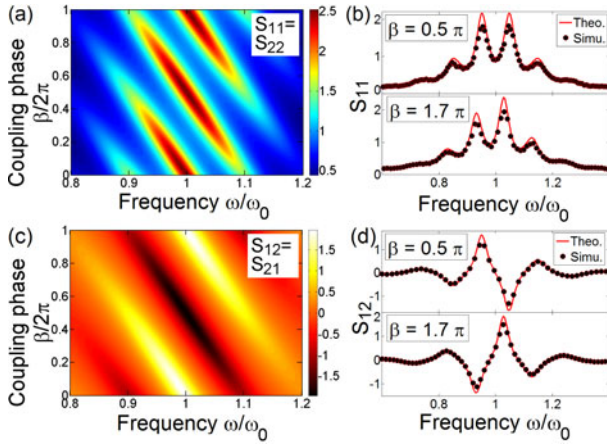 (a)
Coupling phase
β/2π
1
0.8
0.6
0.4
0.2
0
S11=
S22
2.5
2
1.5
1
0.5
0.8 0.9 1 1.1 1.2
Frequency ω/ω0
(b)
S11
2
1
0
β = 0.5 π
Theo.
Simu.
2
1
0
β = 1.7 π
0.8 1 1.2
Frequency ω/ω0
(c)
Coupling phase
β/2π
1
0.8
0.6
0.4
0.2
0
S12=
S21
1.5
1
0.5
0
-0.5
-1
-1.5
0.8 0.9 1 1.1 1.2
Frequency ω/ω0
(d)
S12
1
0
-1
β = 0.5 π
Theo.
Simu.
1
0
-1
β = 1.7 π
0.8 1 1.2
Frequency ω/ω0